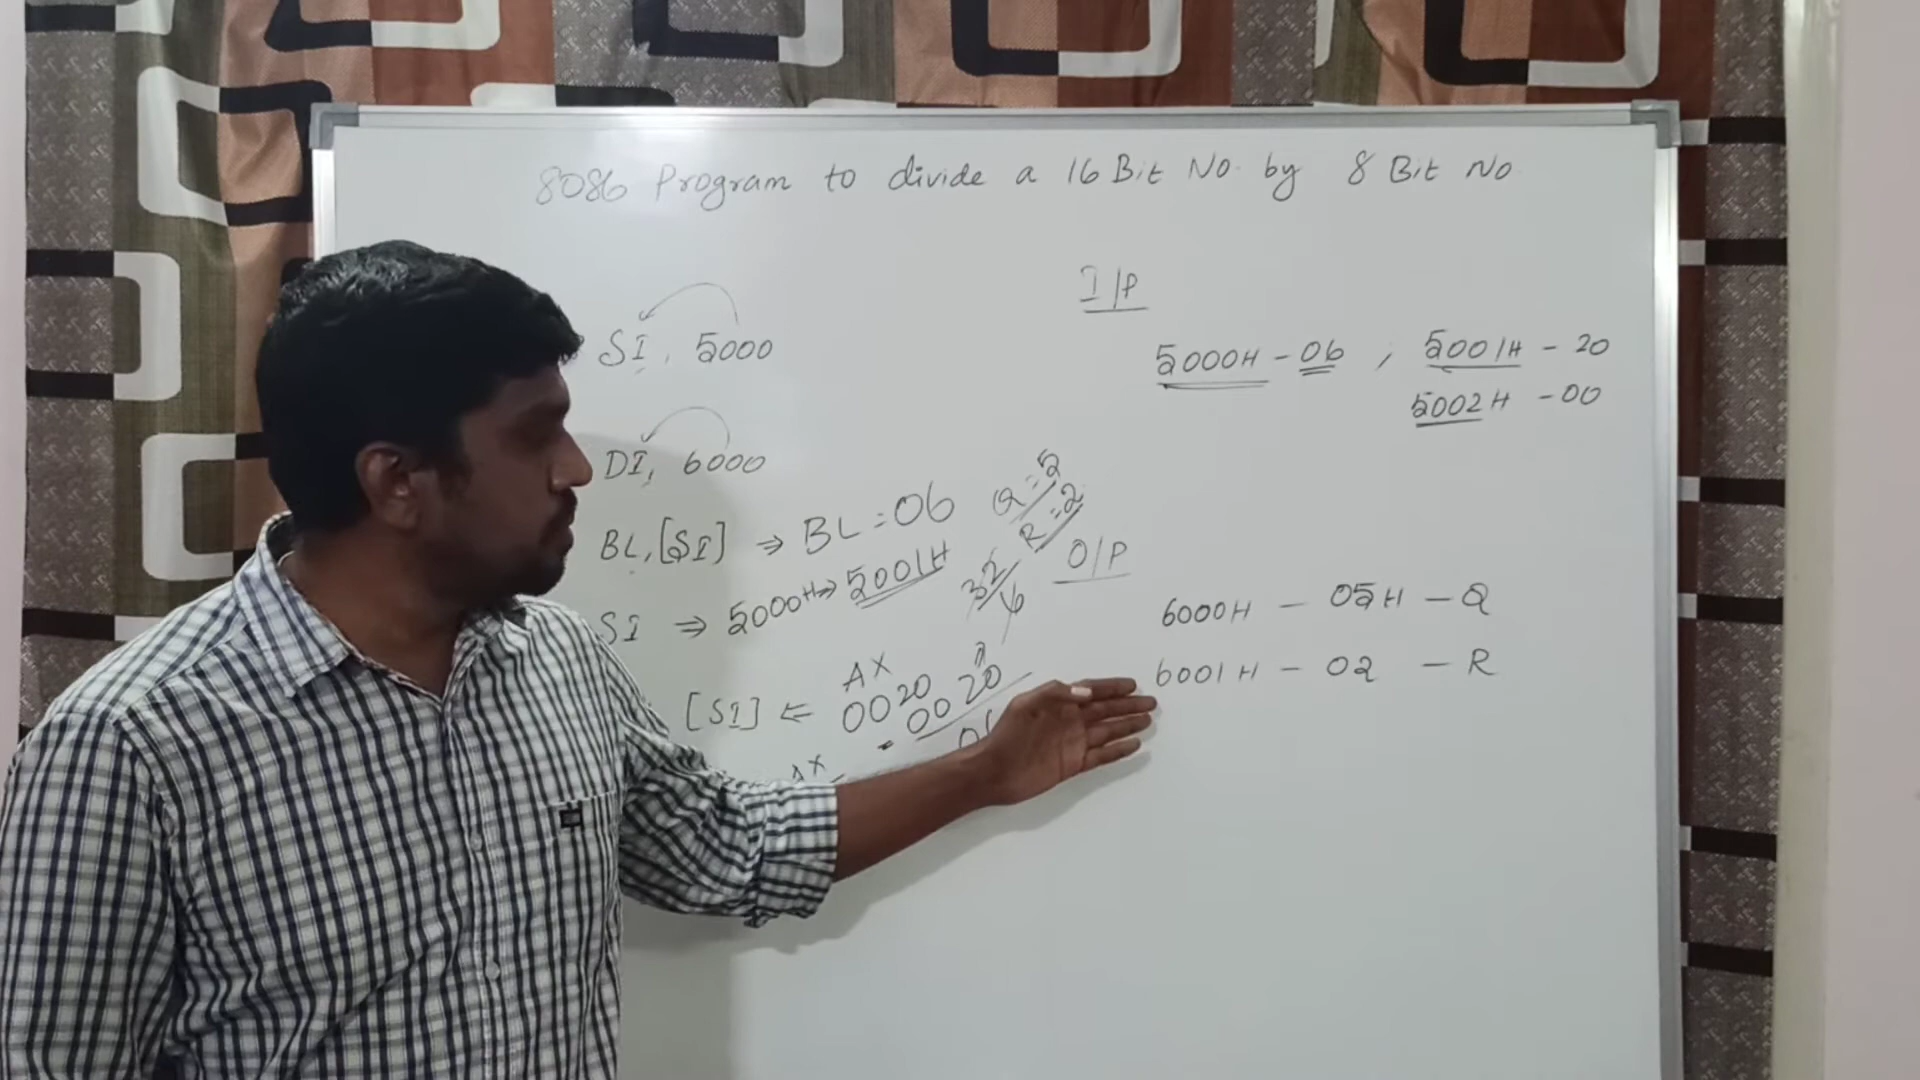 8086 Program to divide a 16 Bit No. by 8 Bit No.
SI, 5000
DI, 6000
BL, [SI] ⇒ BL = 06
SI ⇒ 5000H → 5001H
AX
[SI] ⇐ 0020
0020
AX
32/6
Q = 5
R = 2
I/P
5000H - 06 , 5001H - 20
5002H - 00
O/P
6000H - 05H - Q
6001H - 02 - R